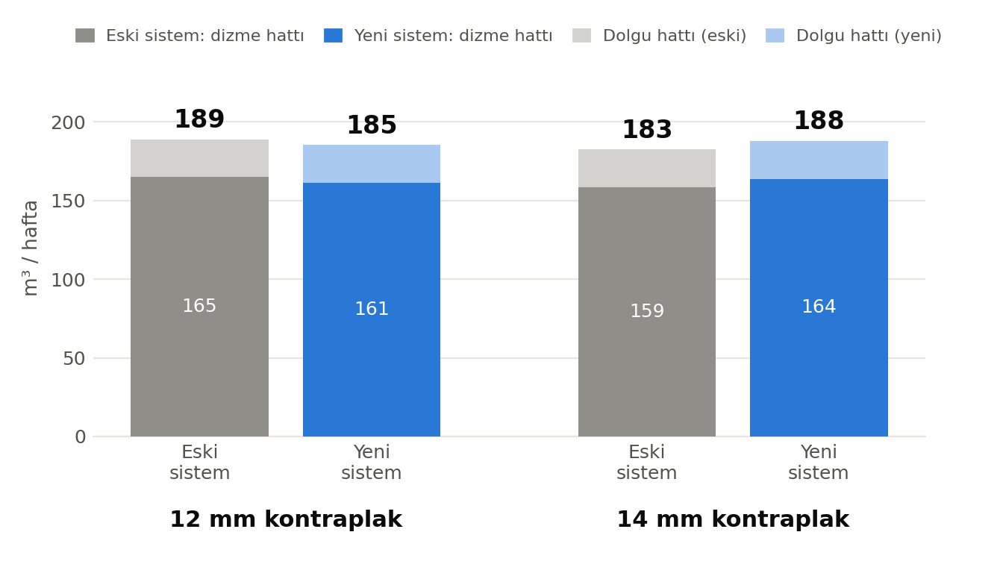 Eski sistem: dizme hattı Yeni sistem: dizme hattı Dolgu hattı (eski) Dolgu hattı (yeni)
m³ / hafta
200
150
100
50
0
189
185
183
188
165
161
159
164
Eski
sistem
Yeni
sistem
Eski
sistem
Yeni
sistem
12 mm kontraplak
14 mm kontraplak